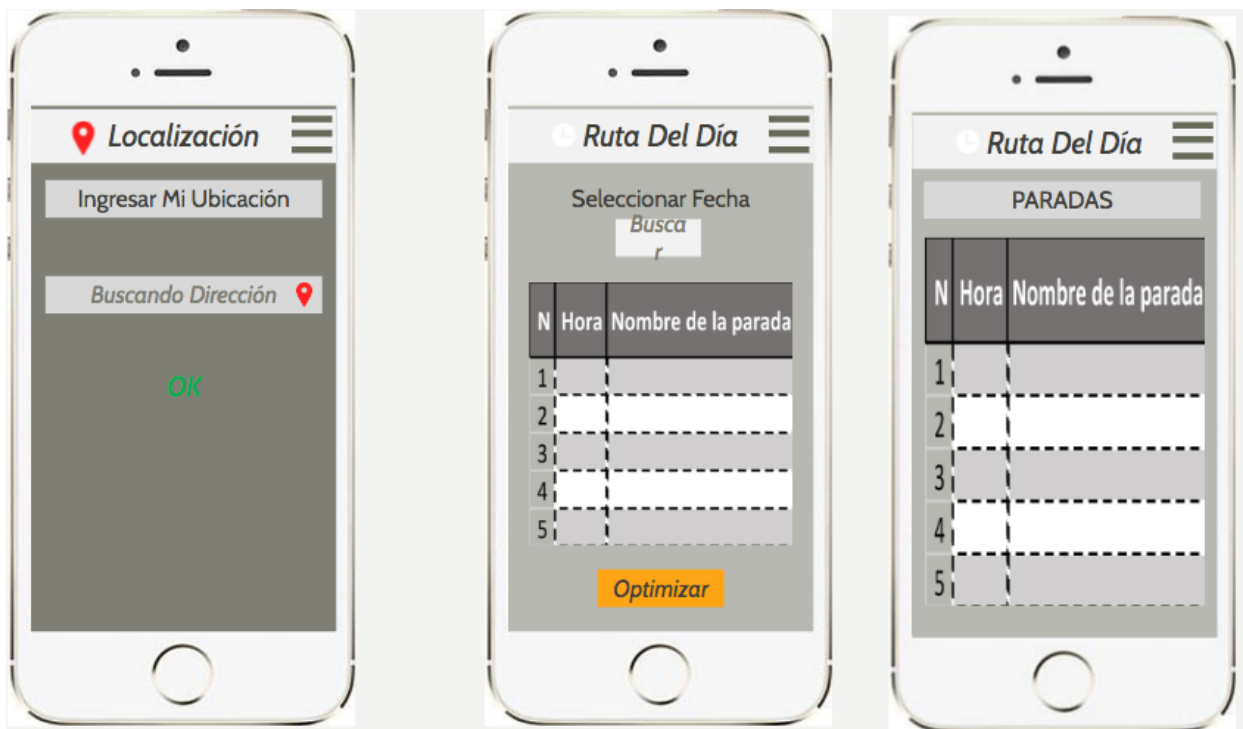 Localización
Ingresar Mi Ubicación
Buscando Dirección
OK
Ruta Del Día
Seleccionar Fecha
Busca
r
N Hora Nombre de la parada
1
2
3
4
5
Optimizar
Ruta Del Día
PARADAS
N Hora Nombre de la parada
1
2
3
4
5